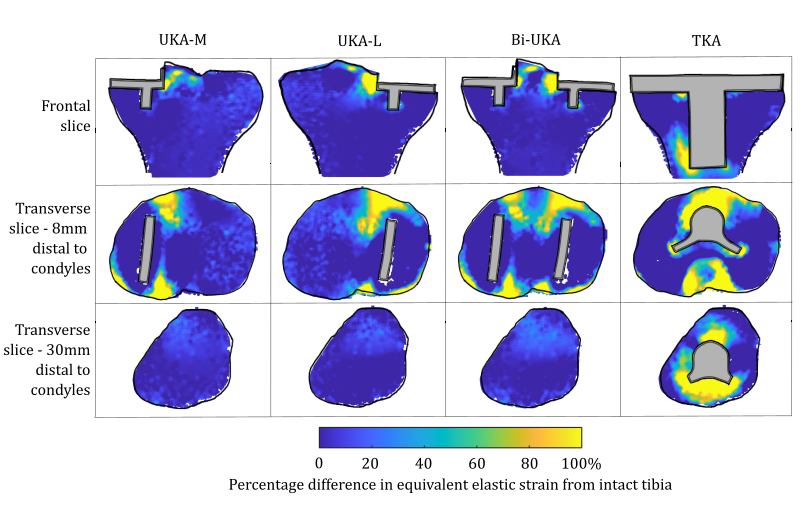 UKA-M UKA-L Bi-UKA TKA
Frontal
slice
Transverse
slice - 8mm
distal to
condyles
Transverse
slice - 30mm
distal to
condyles
0 20 40 60 80 100%
Percentage difference in equivalent elastic strain from intact tibia